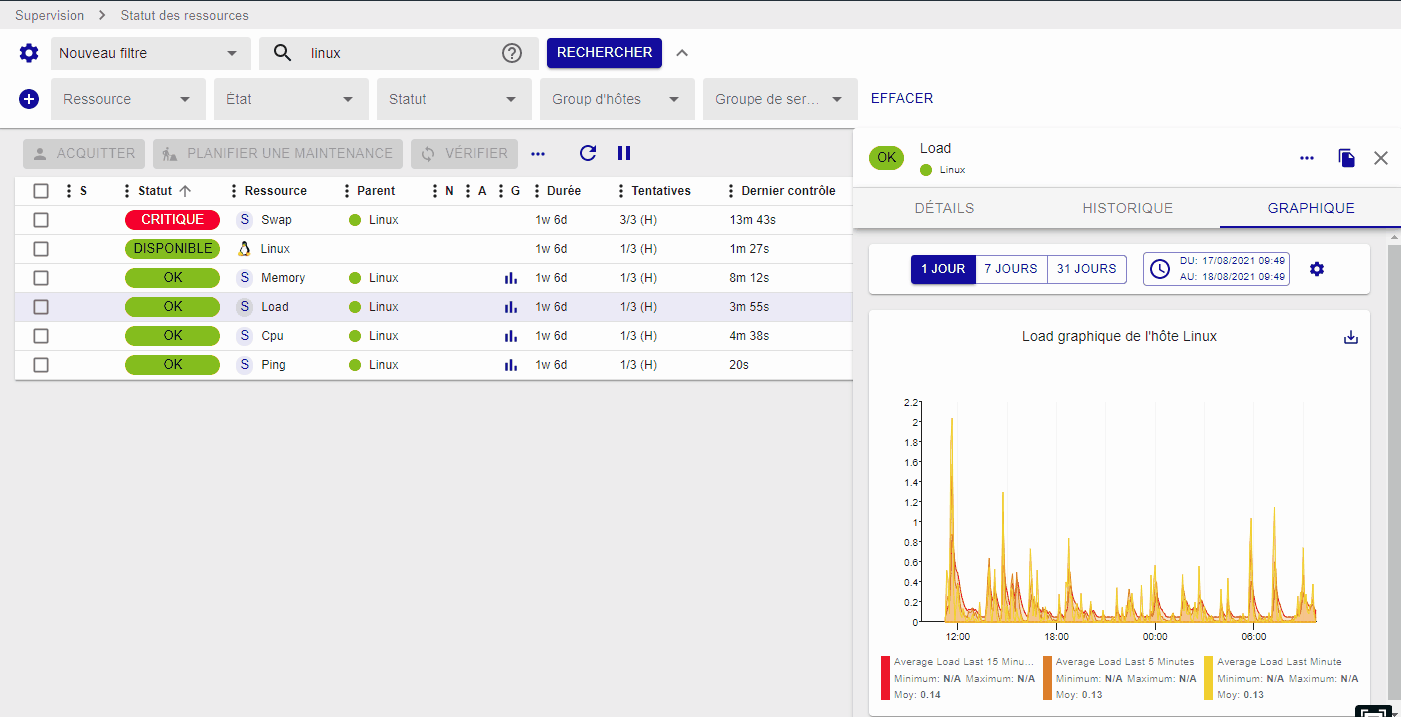 Supervision > Statut des ressources
Nouveau filtre linux ? RECHERCHER
Ressource État Statut Group d'hôtes Groupe de ser... EFFACER
ACQUITTER PLANIFIER UNE MAINTENANCE VÉRIFIER
S Statut Ressource Parent N A G Durée Tentatives Dernier contrôle
CRITIQUE S Swap Linux 1w 6d 3/3 (H) 13m 43s
DISPONIBLE Linux 1w 6d 1/3 (H) 1m 27s
OK S Memory Linux 1w 6d 1/3 (H) 8m 12s
OK S Load Linux 1w 6d 1/3 (H) 3m 55s
OK S Cpu Linux 1w 6d 1/3 (H) 4m 38s
OK S Ping Linux 1w 6d 1/3 (H) 20s
OK Load
Linux
DÉTAILS HISTORIQUE GRAPHIQUE
1 JOUR 7 JOURS 31 JOURS
DU: 17/08/2021 09:49
AU: 18/08/2021 09:49
Load graphique de l'hôte Linux
2.2
2
1.8
1.6
1.4
1.2
1
0.8
0.6
0.4
0.2
0
12:00 18:00 00:00 06:00
Average Load Last 15 Minu... Average Load Last 5 Minutes Average Load Last Minute
Minimum: N/A Maximum: N/A Minimum: N/A Maximum: N/A Minimum: N/A Maximum: N/A
Moy: 0.14 Moy: 0.13 Moy: 0.13